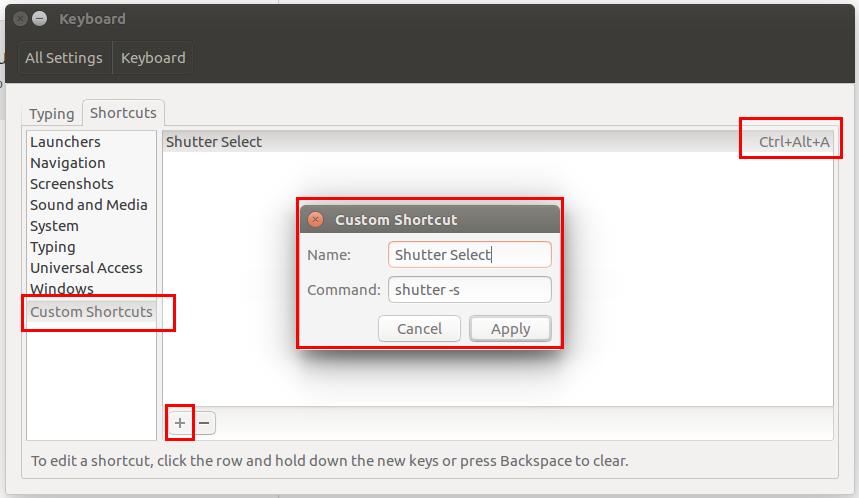 Keyboard
All Settings
Keyboard
Typing
Shortcuts
Launchers
Navigation
Screenshots
Sound and Media
System
Typing
Universal Access
Windows
Custom Shortcuts
Shutter Select
Ctrl+Alt+A
Custom Shortcut
Name:
Shutter Select
Command:
shutter -s
Cancel
Apply
To edit a shortcut, click the row and hold down the new keys or press Backspace to clear.